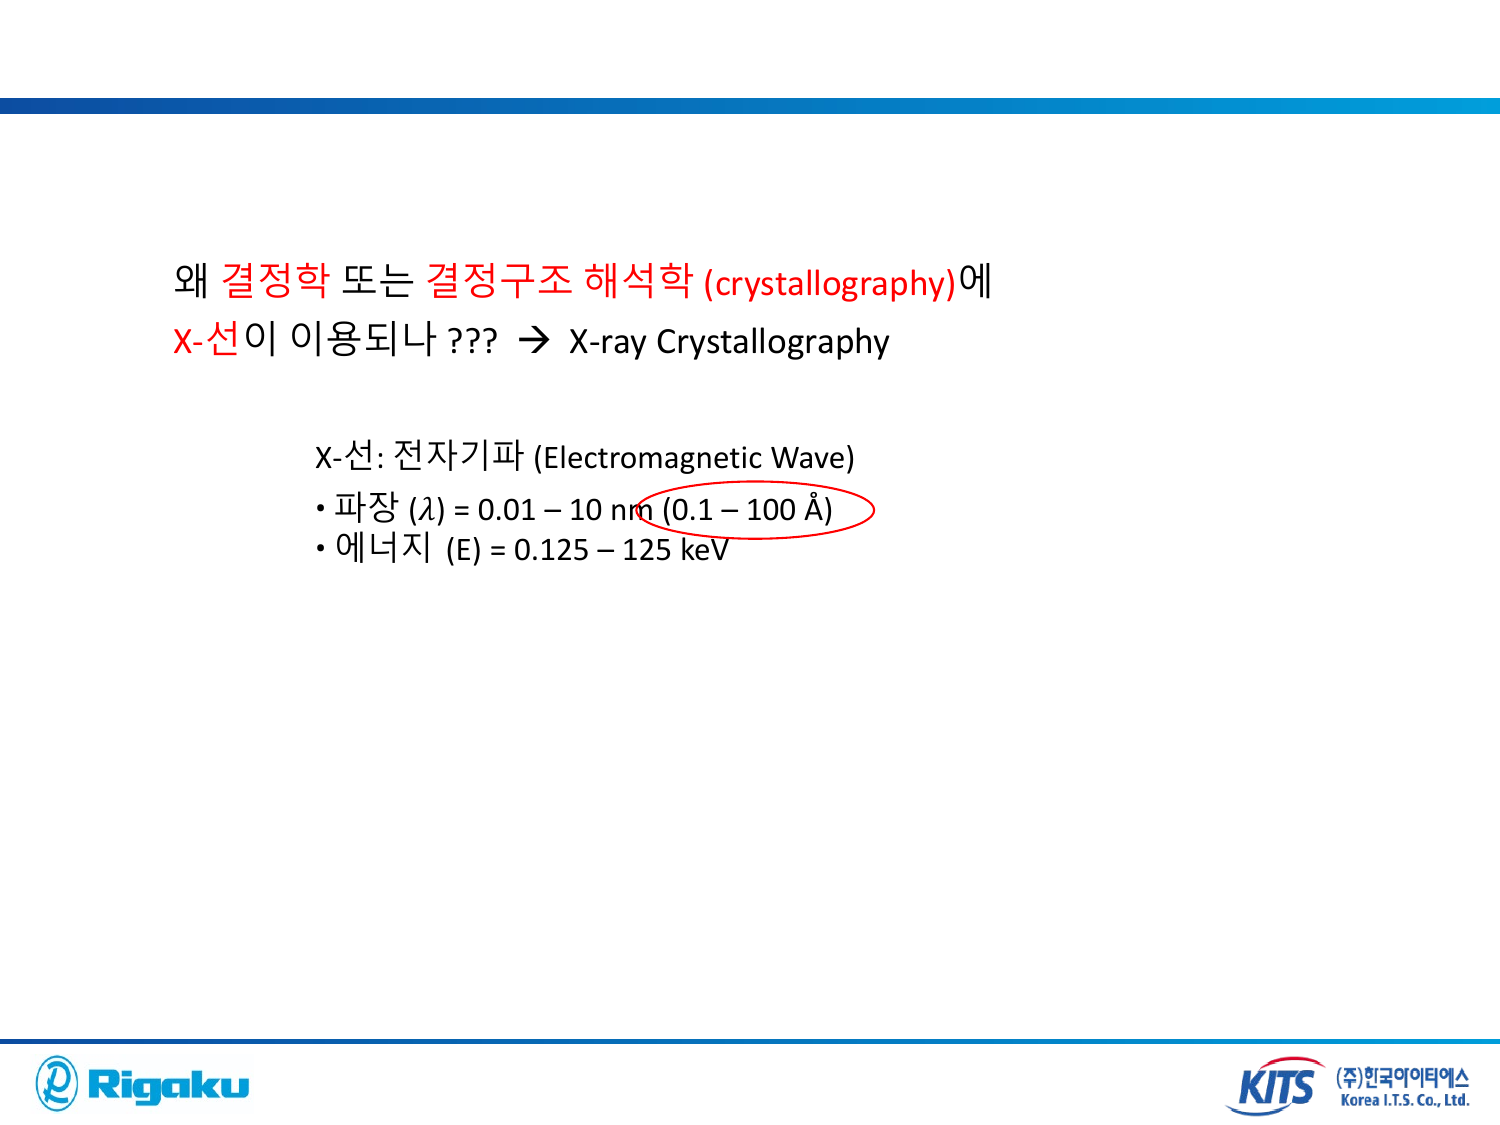 왜 결정학 또는 결정구조 해석학 (crystallography)에
X-선이 이용되나 ??? → X-ray Crystallography
X-선: 전자기파 (Electromagnetic Wave)
• 파장 (λ) = 0.01 – 10 nm (0.1 – 100 Å)
• 에너지 (E) = 0.125 – 125 keV
Rigaku
KITS (주)한국아이티에스
Korea I.T.S. Co., Ltd.